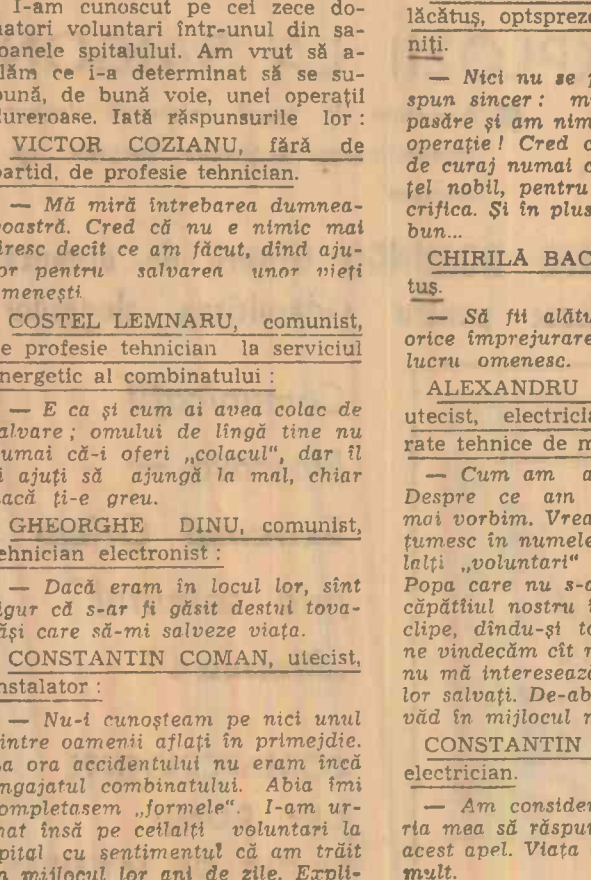 I-am cunoscut pe cei zece do-
natori voluntari într-unul din sa-
loanele spitalului. Am vrut să a-
flăm ce i-a determinat să se su-
pună, de bună voie, unei operații
dureroase. Iată răspunsurile lor :
VICTOR COZIANU, fără de
partid, de profesie tehnician.
— Mă miră întrebarea dumnea-
voastră. Cred că nu e nimic mai
firesc decît ce am făcut, dînd aju-
tor pentru salvarea unor vieți
omenești.
COSTEL LEMNARU, comunist,
de profesie tehnician la serviciul
energetic al combinatului :
— E ca și cum ai avea colac de
salvare ; omului de lîngă tine nu
numai că-i oferi „colacul“, dar îl
și ajuți să ajungă la mal, chiar
dacă ți-e greu.
GHEORGHE DINU, comunist,
tehnician electronist :
— Dacă eram în locul lor, sînt
sigur că s-ar fi găsit destui tova-
răși care să-mi salveze viața.
CONSTANTIN COMAN, utecist,
instalator :
— Nu-i cunoșteam pe nici unul
dintre oamenii aflați în primejdie.
La ora accidentului nu eram încă
angajatul combinatului. Abia îmi
completasem „formele“. I-am ur-
mat însă pe ceilalți voluntari la
spital cu sentimentul că am trăit
în mijlocul lor ani de zile. Expli-
lăcătuș, optspreze
niți.
— Nici nu se
spun sincer : m
pasăre și am nim
operație ! Cred c
de curaj numai c
țel nobil, pentru
crifica. Și în plus
bun...
CHIRILĂ BAC
tuș.
— Să fii alătu
orice împrejurare
lucru omenesc.
ALEXANDRU
utecist, electricia
rate tehnice de m
— Cum am a
Despre ce am
mai vorbim. Vrea
țumesc în numele
lalți „voluntari“
Popa care nu s-a
căpătîiul nostru î
clipe, dîndu-și to
ne vindecăm cît m
nu mă interesează
lor salvați. De-ab
văd în mijlocul n
CONSTANTIN
electrician.
— Am consider
ria mea să răspun
acest apel. Viața
mult.